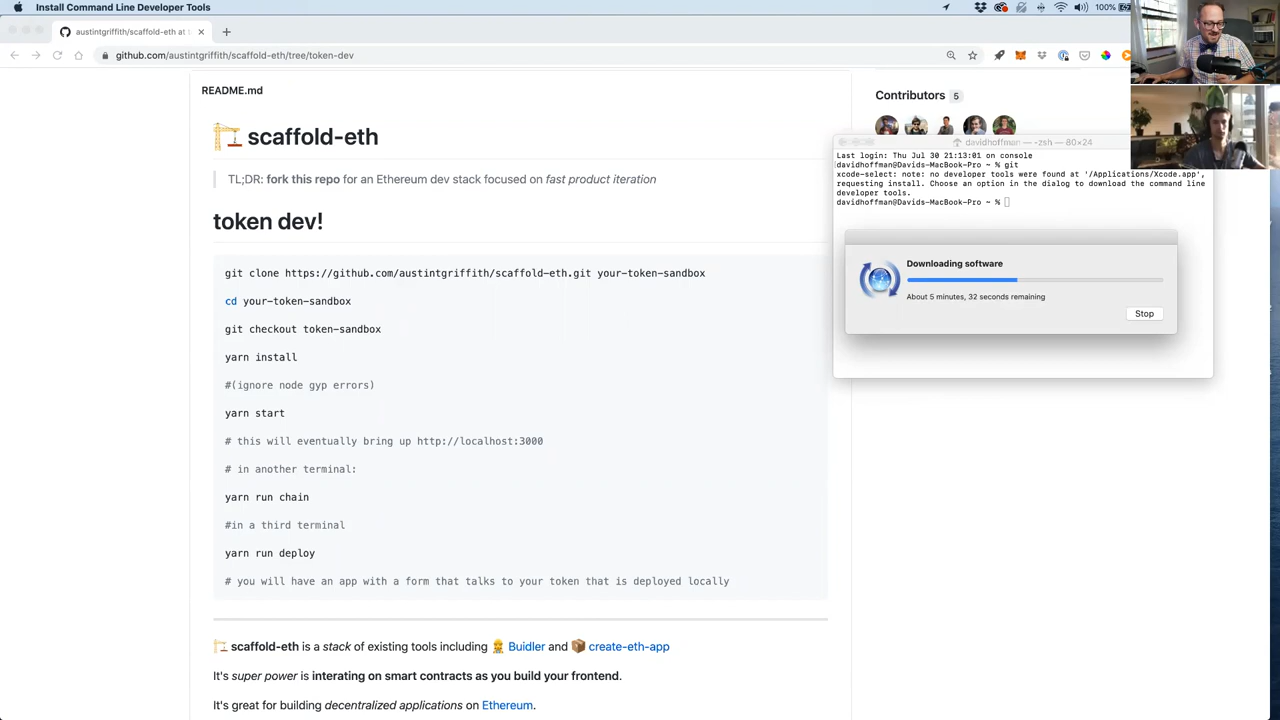 Install Command Line Developer Tools
100%
austintgriffith/scaffold-eth at t
github.com/austintgriffith/scaffold-eth/tree/token-dev
README.md
scaffold-eth
TL;DR: fork this repo for an Ethereum dev stack focused on fast product iteration
token dev!
git clone https://github.com/austintgriffith/scaffold-eth.git your-token-sandbox
cd your-token-sandbox
git checkout token-sandbox
yarn install
#(ignore node gyp errors)
yarn start
# this will eventually bring up http://localhost:3000
# in another terminal:
yarn run chain
#in a third terminal
yarn run deploy
# you will have an app with a form that talks to your token that is deployed locally
scaffold-eth is a stack of existing tools including Buidler and create-eth-app
It's super power is interating on smart contracts as you build your frontend.
It's great for building decentralized applications on Ethereum.
Contributors 5
davidhoffman — -zsh — 80×24
Last login: Thu Jul 30 21:13:01 on console
davidhoffman@Davids-MacBook-Pro ~ % git
xcode-select: note: no developer tools were found at '/Applications/Xcode.app',
requesting install. Choose an option in the dialog to download the command line
developer tools.
davidhoffman@Davids-MacBook-Pro ~ %
Downloading software
About 5 minutes, 32 seconds remaining
Stop